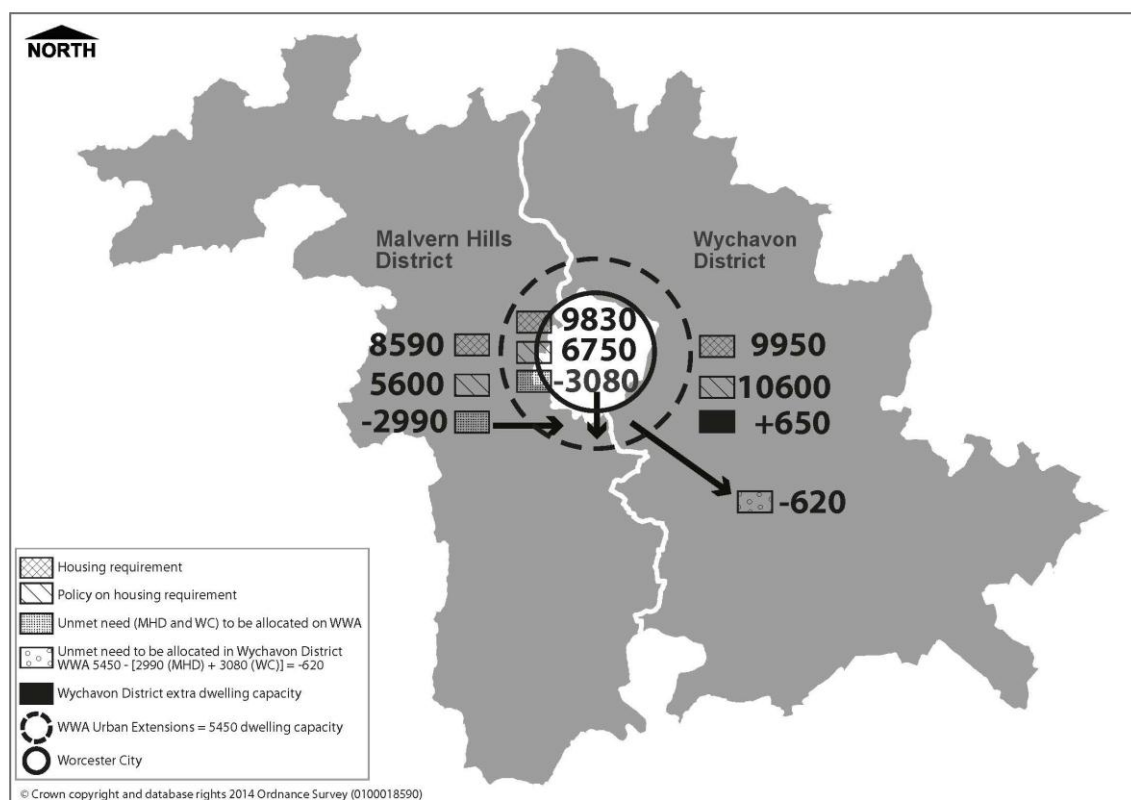 NORTH
Malvern Hills
District
Wychavon
District
9830
8590
6750
9950
5600
-3080
10600
-2990
+650
-620
Housing requirement
Policy on housing requirement
Unmet need (MHD and WC) to be allocated on WWA
Unmet need to be allocated in Wychavon District
WWA 5450 - [2990 (MHD) + 3080 (WC)] = -620
Wychavon District extra dwelling capacity
WWA Urban Extensions = 5450 dwelling capacity
Worcester City
© Crown copyright and database rights 2014 Ordnance Survey (0100018590)